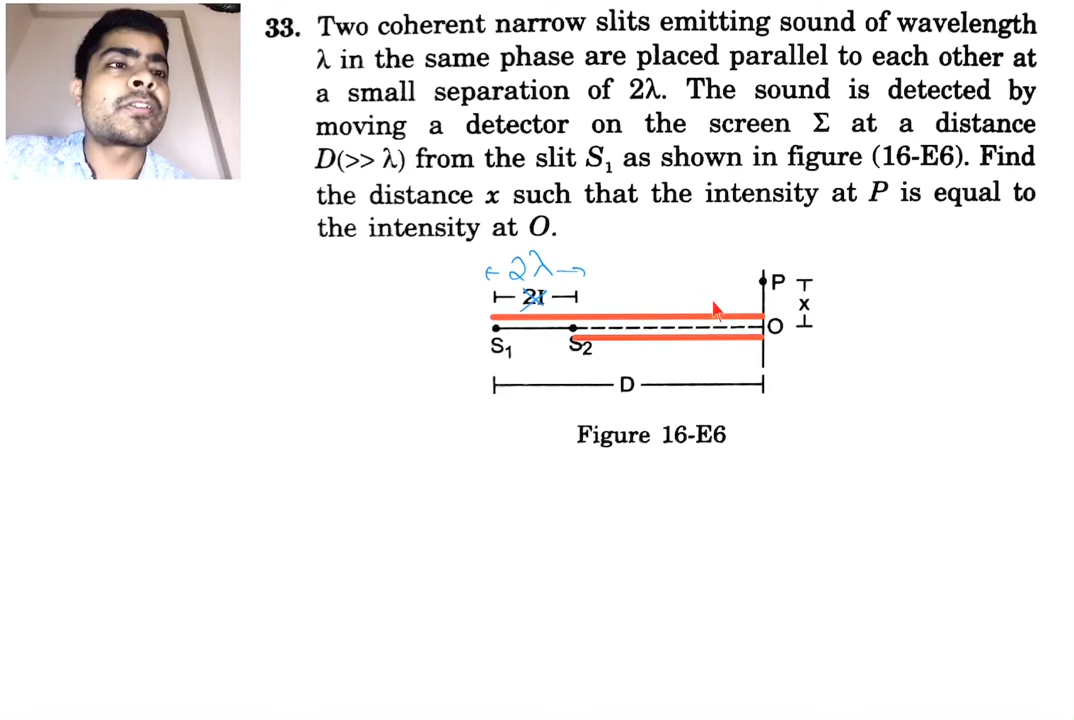 33. Two coherent narrow slits emitting sound of wavelength
λ in the same phase are placed parallel to each other at
a small separation of 2λ. The sound is detected by
moving a detector on the screen Σ at a distance
D(>> λ) from the slit S₁ as shown in figure (16-E6). Find
the distance x such that the intensity at P is equal to
the intensity at O.
2λ
P
x
O
S₁ S2
D
Figure 16-E6